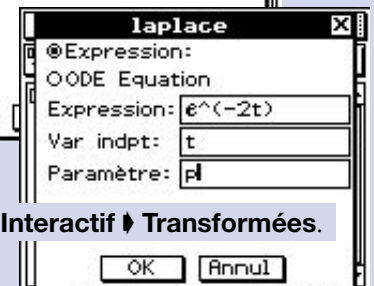 laplace
Expression:
ODE Equation
Expression: e^(-2t)
Var indpt: t
Paramètre: p
Interactif ➧ Transformées.
OK Annul